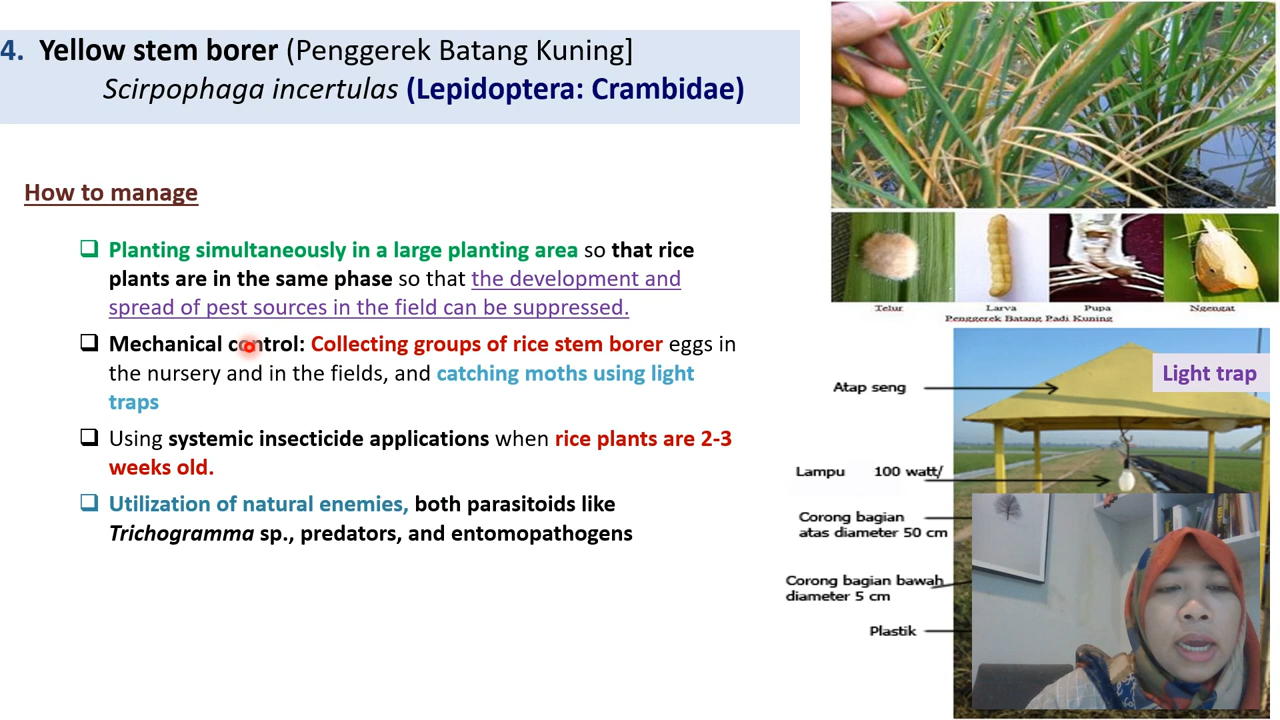 4. Yellow stem borer (Penggerek Batang Kuning]
Scirpophaga incertulas (Lepidoptera: Crambidae)
How to manage
Planting simultaneously in a large planting area so that rice
plants are in the same phase so that the development and
spread of pest sources in the field can be suppressed.
Mechanical control: Collecting groups of rice stem borer eggs in
the nursery and in the fields, and catching moths using light
traps
Using systemic insecticide applications when rice plants are 2-3
weeks old.
Utilization of natural enemies, both parasitoids like
Trichogramma sp., predators, and entomopathogens
Telur Larva Pupa Ngengat
Penggerek Batang Padi Kuning
Light trap
Atap seng
Lampu 100 watt/
Corong bagian
atas diameter 50 cm
Corong bagian bawah
diameter 5 cm
Plastik